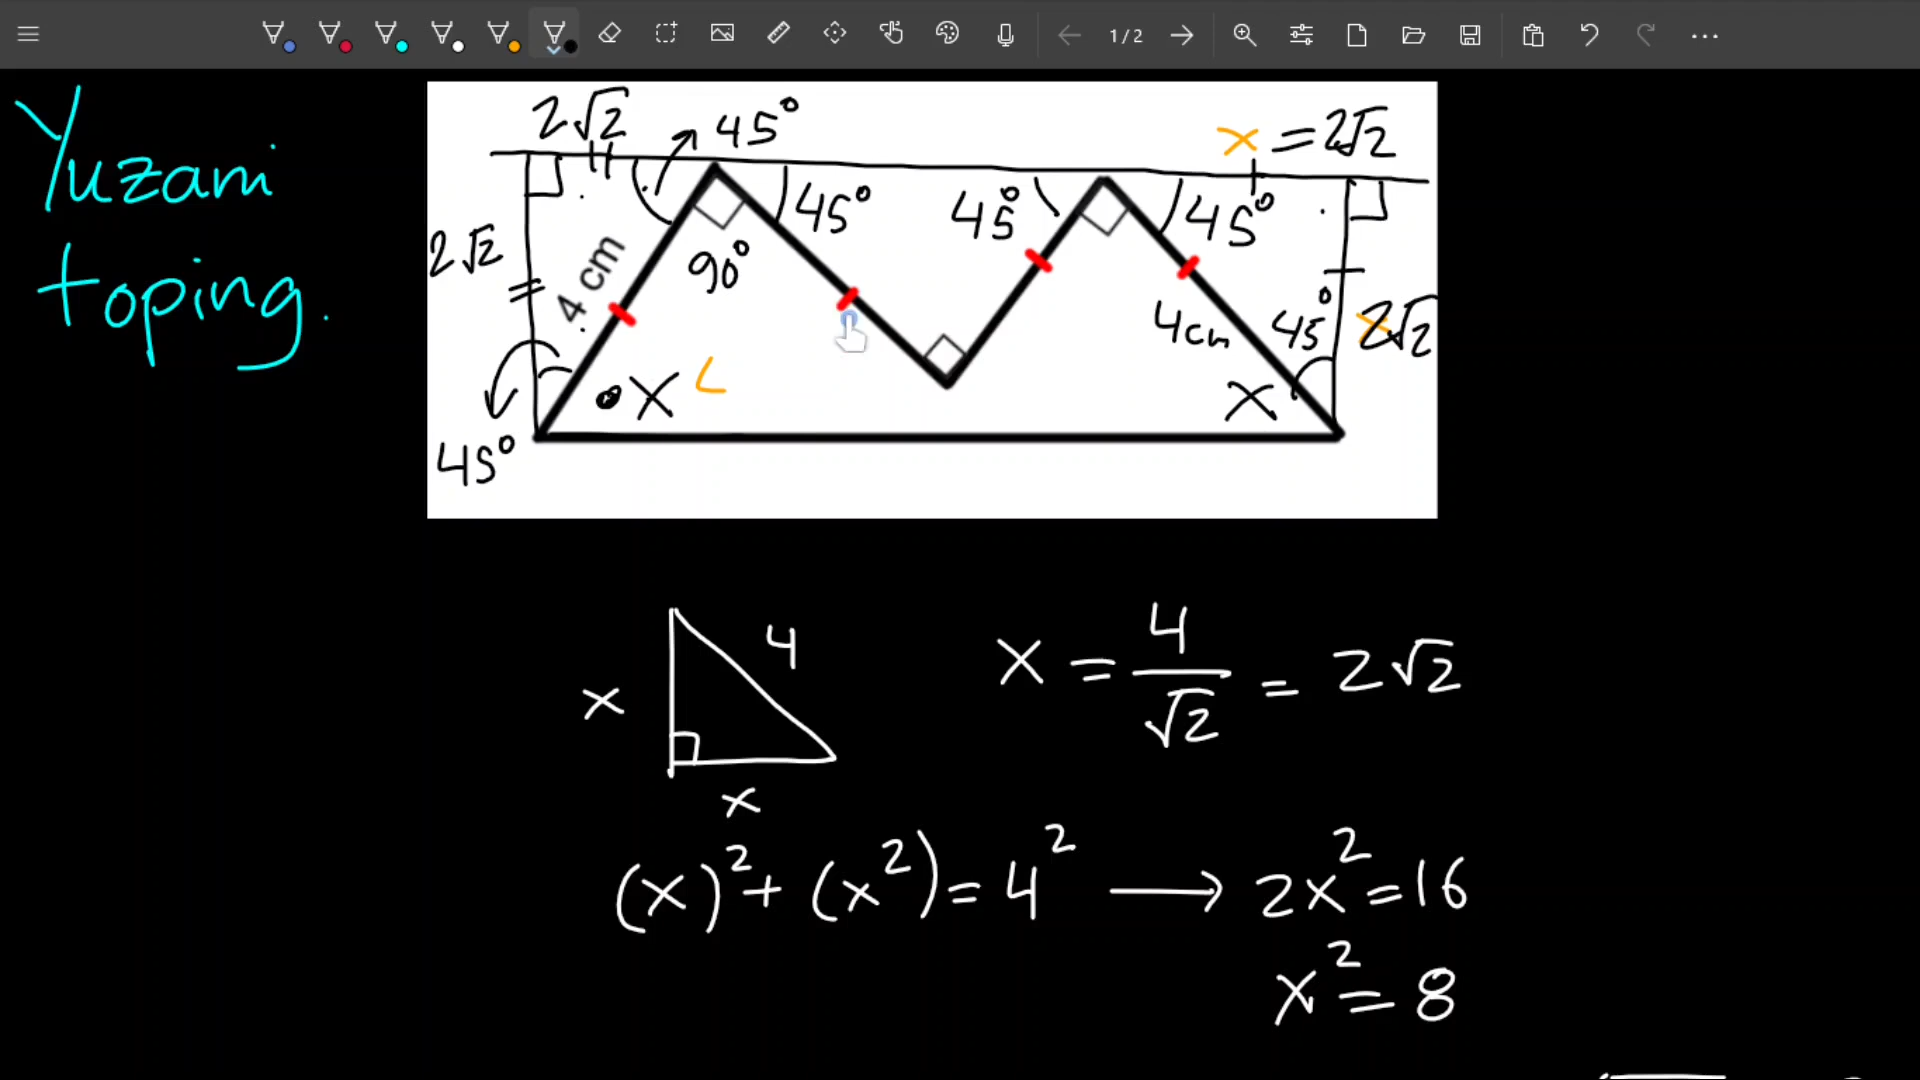 1/2
Yuzani
toping.
2√2
45°
x = 2√2
45°
45°
45°
2√2
4 cm
90°
4cm
45°
2√2
x
x
45°
4
x
x
x = 4/√2 = 2√2
(x)² + (x²) = 4² → 2x² = 16
x² = 8